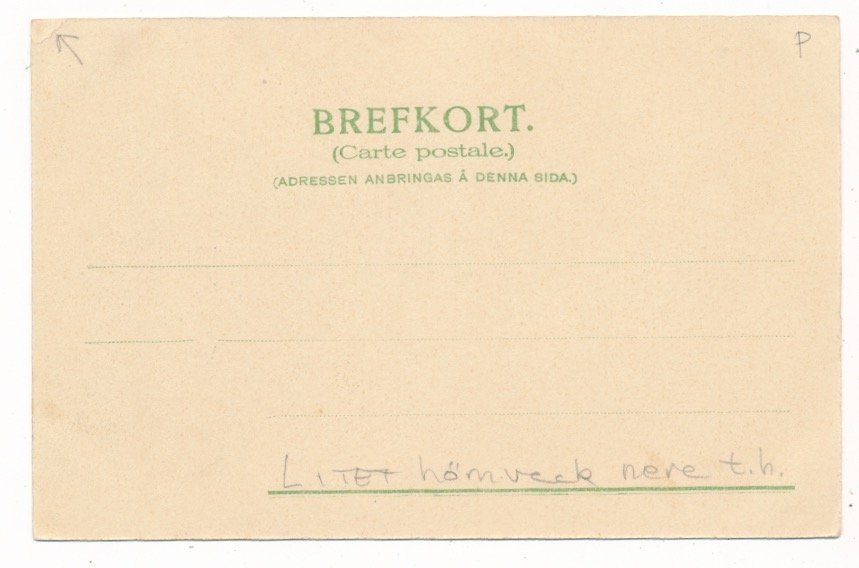 P
BREFKORT.
(Carte postale.)
(ADRESSEN ANBRINGAS Å DENNA SIDA.)
LITET hörnveck nere t.h.